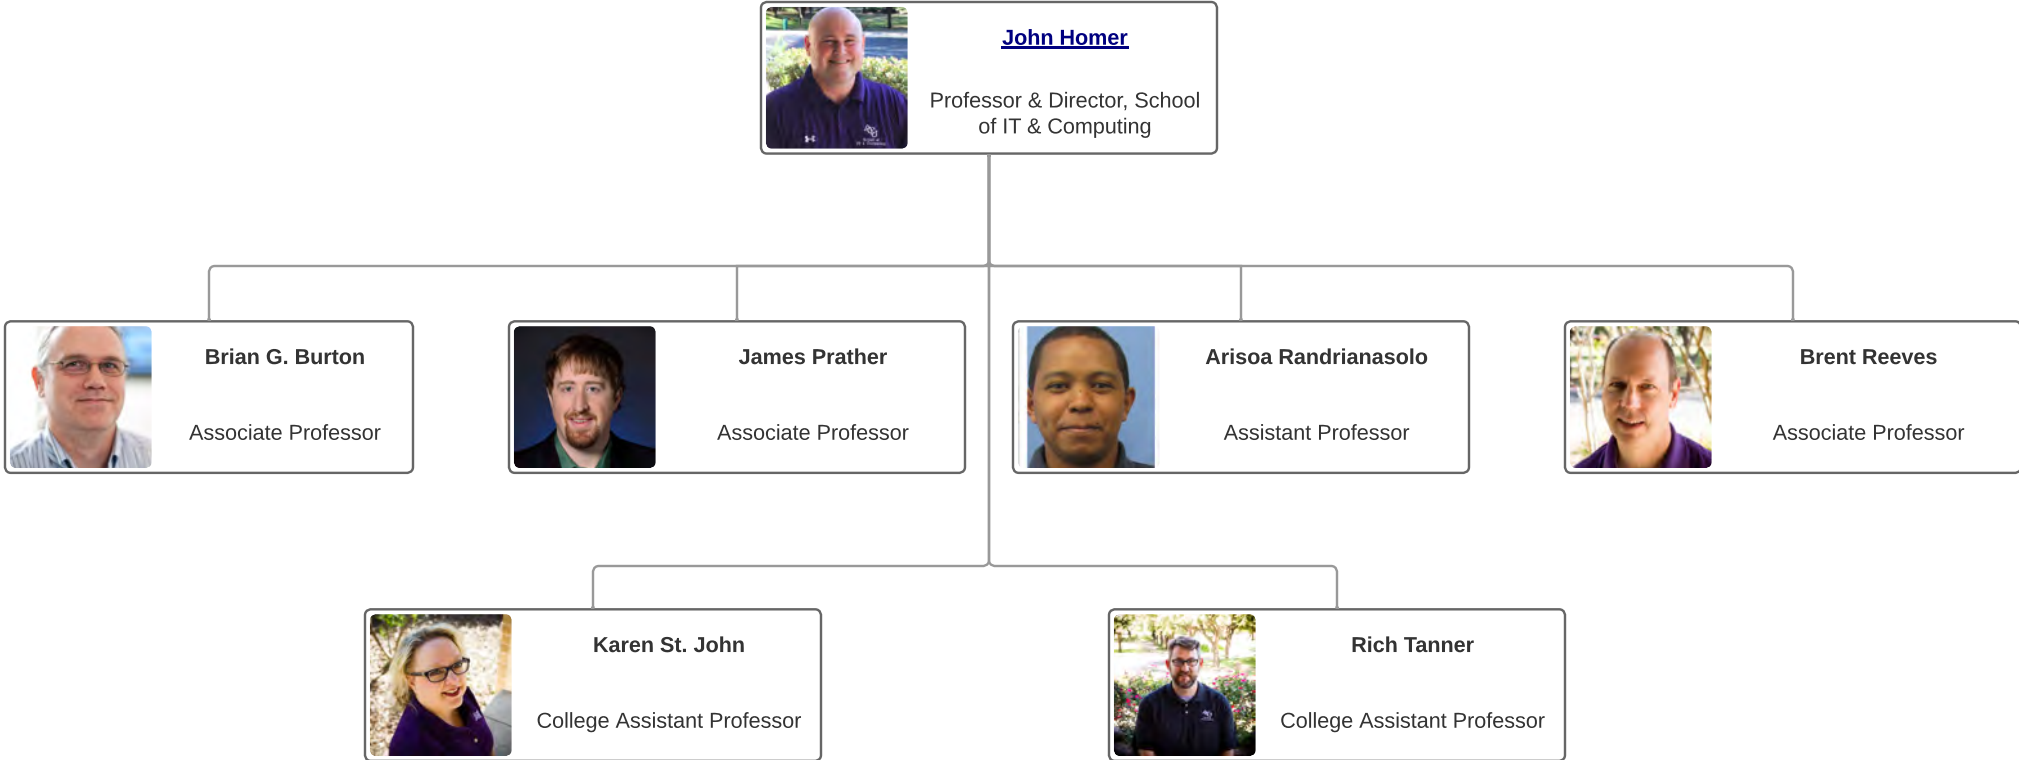 John Homer
Professor & Director, School
of IT & Computing
Brian G. Burton
Associate Professor
James Prather
Associate Professor
Arisoa Randrianasolo
Assistant Professor
Brent Reeves
Associate Professor
Karen St. John
College Assistant Professor
Rich Tanner
College Assistant Professor